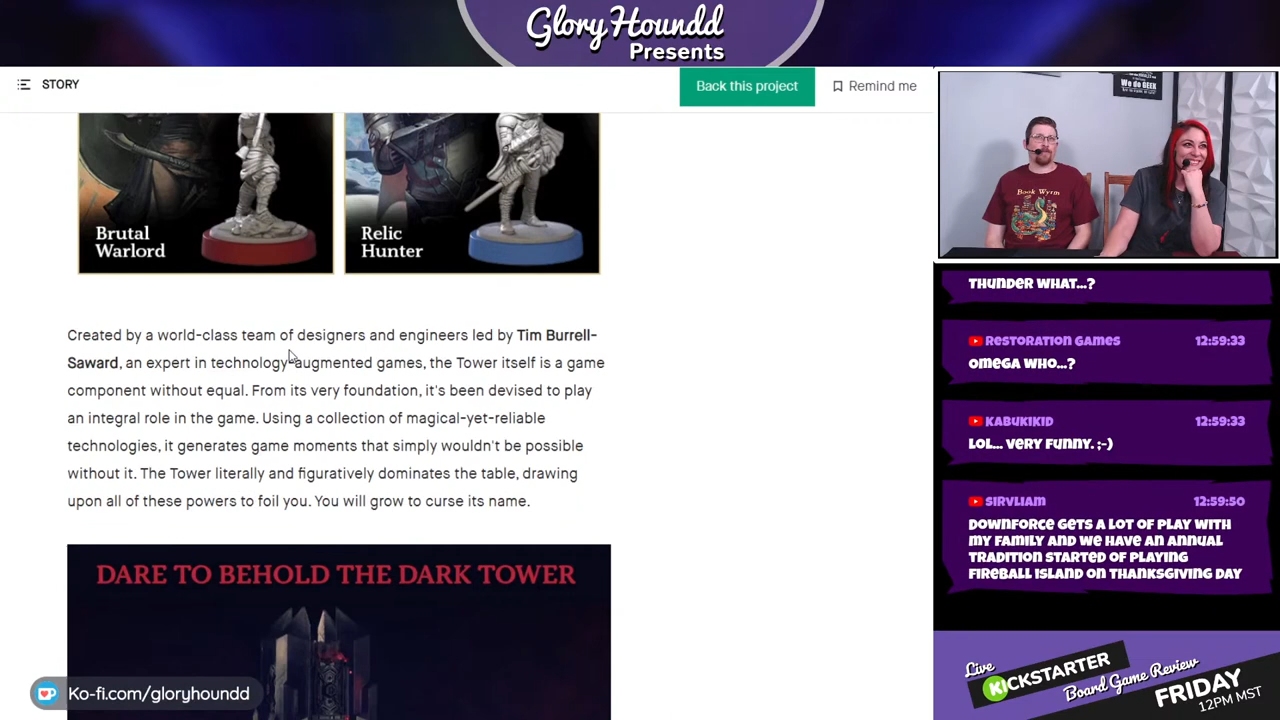 Glory Houndd
Presents
STORY
Back this project
Remind me
We do GEEK
Book Wyrm
Brutal
Warlord
Relic
Hunter
Created by a world-class team of designers and engineers led by Tim Burrell-
Saward, an expert in technology-augmented games, the Tower itself is a game
component without equal. From its very foundation, it's been devised to play
an integral role in the game. Using a collection of magical-yet-reliable
technologies, it generates game moments that simply wouldn't be possible
without it. The Tower literally and figuratively dominates the table, drawing
upon all of these powers to foil you. You will grow to curse its name.
DARE TO BEHOLD THE DARK TOWER
Ko-fi.com/gloryhoundd
THUNDER WHAT...?
RESTORATION GAMES 12:59:33
OMEGA WHO...?
KABUKIKID 12:59:33
LOL... VERY FUNNY. ;-)
SIRVLIAM 12:59:50
DOWNFORCE GETS A LOT OF PLAY WITH
MY FAMILY AND WE HAVE AN ANNUAL
TRADITION STARTED OF PLAYING
FIREBALL ISLAND ON THANKSGIVING DAY
Live
KICKSTARTER
Board Game Review
FRIDAY
12PM MST